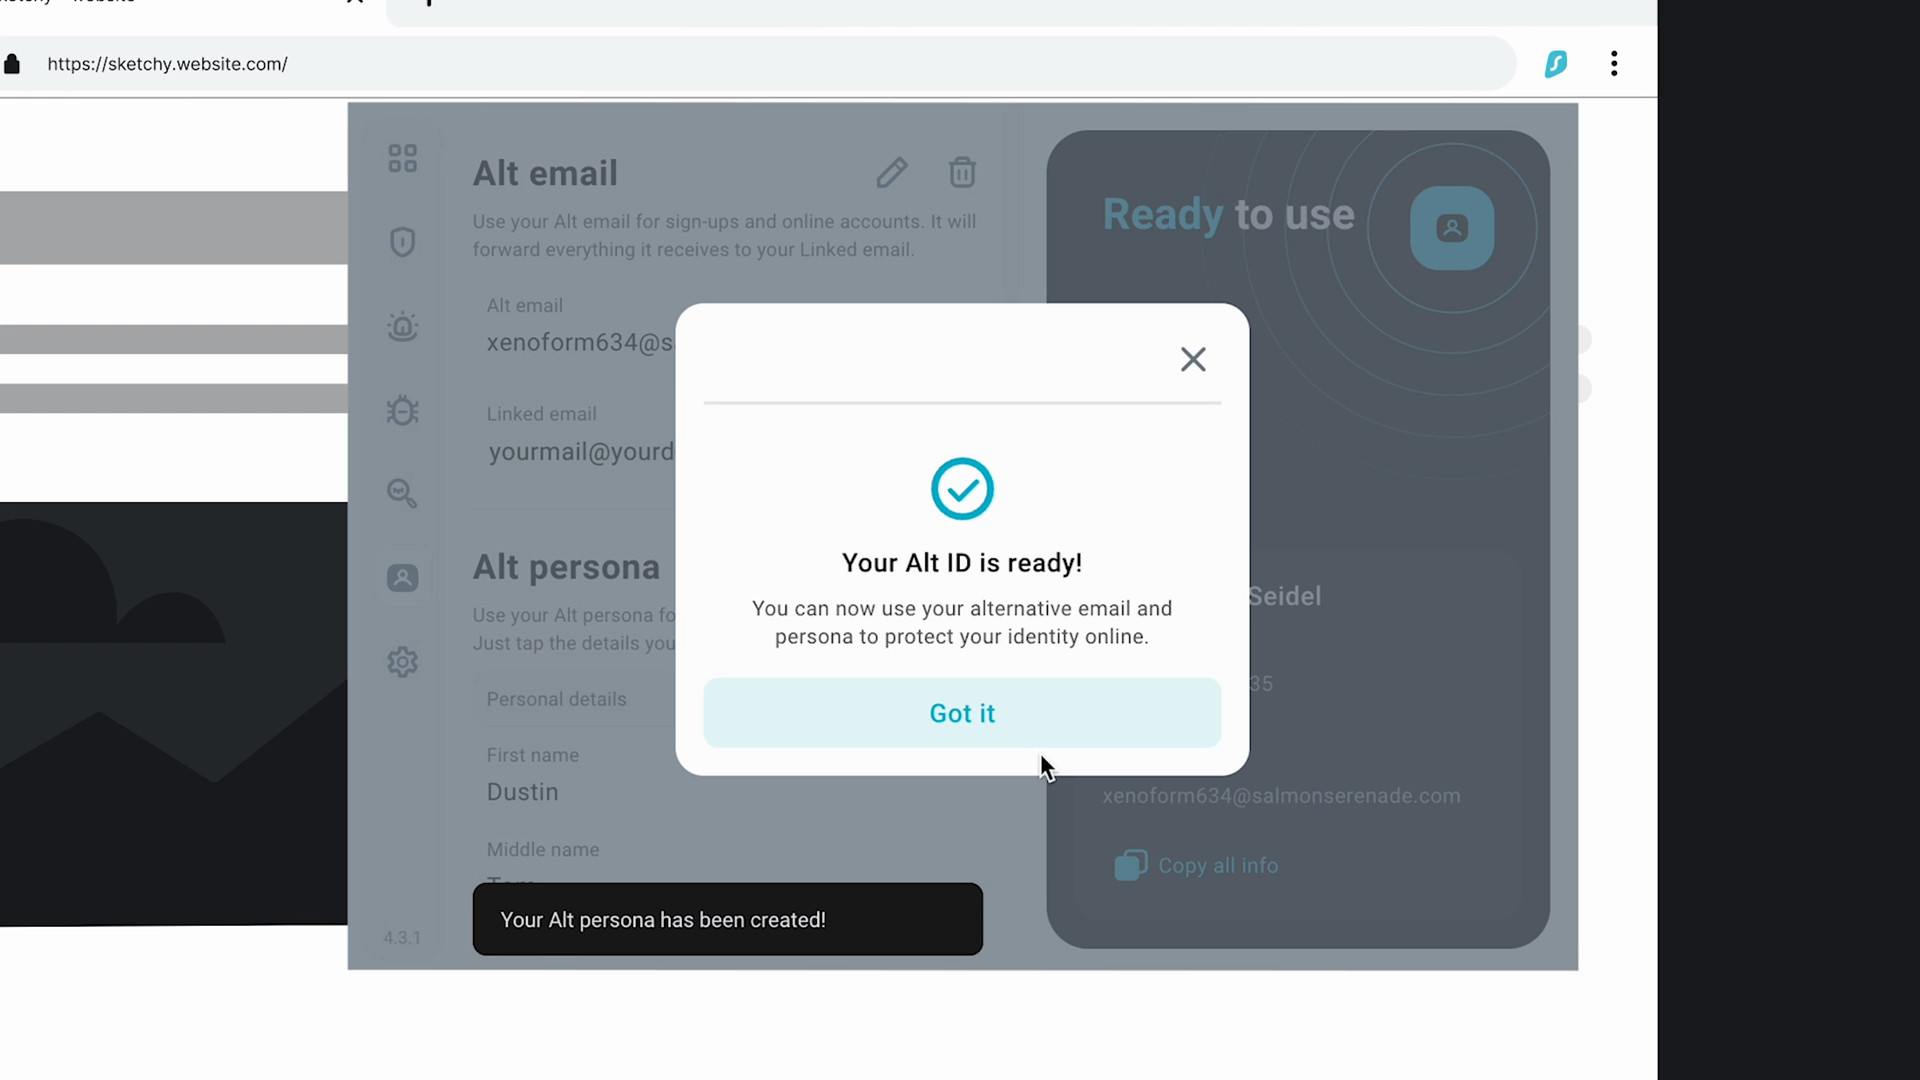 website
https://sketchy.website.com/
Alt email
Use your Alt email for sign-ups and online accounts. It will
forward everything it receives to your Linked email.
Alt email
xenoform634@s
Linked email
yourmail@yourd
Alt persona
Use your Alt persona fo
Just tap the details you
Personal details
First name
Dustin
Middle name
Your Alt persona has been created!
4.3.1
Ready to use
Seidel
35
xenoform634@salmonserenade.com
Copy all info
Your Alt ID is ready!
You can now use your alternative email and
persona to protect your identity online.
Got it